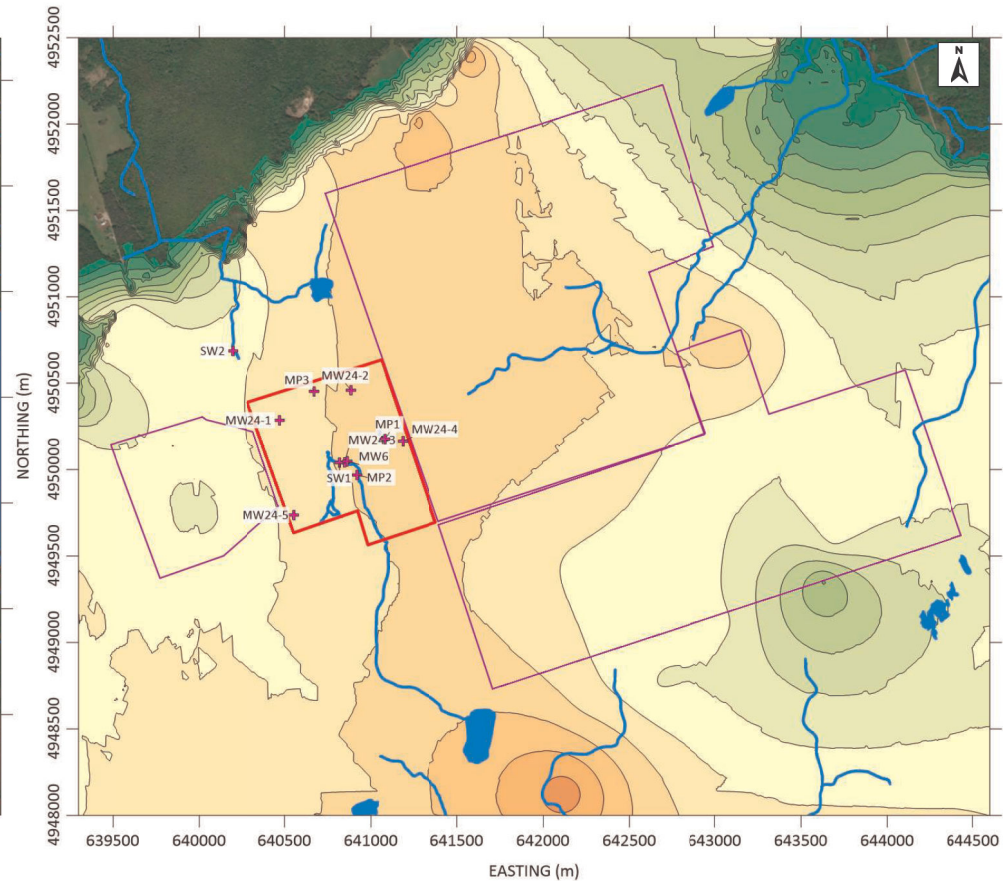 N
4952500
4952000
4951500
4951000
4950500
4950000
4949500
4949000
4948500
4948000
NORTHING (m)
SW2
MP3
MW24-2
MW24-1
MP1
MW24-4
MW24-3
MW6
SW1
MP2
MW24-5
639500
640000
640500
641000
641500
642000
642500
643000
643500
644000
644500
EASTING (m)